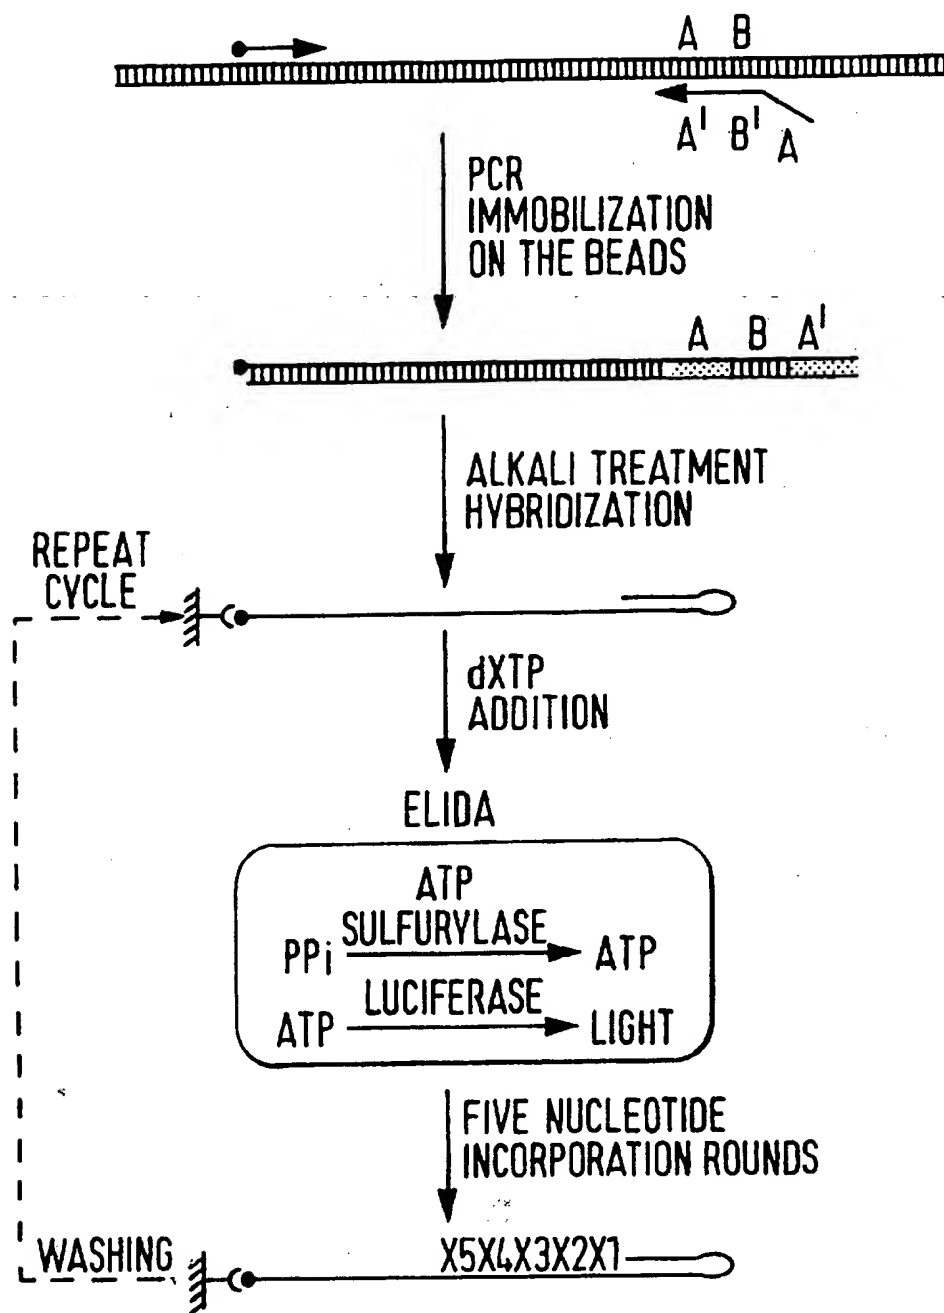 A B
A' B' A
PCR
IMMOBILIZATION
ON THE BEADS
A B A'
ALKALI TREATMENT
HYBRIDIZATION
REPEAT
CYCLE
dXTP
ADDITION
ELIDA
ATP
SULFURYLASE
PPi ATP
LUCIFERASE
ATP LIGHT
FIVE NUCLEOTIDE
INCORPORATION ROUNDS
WASHING
X5X4X3X2X1